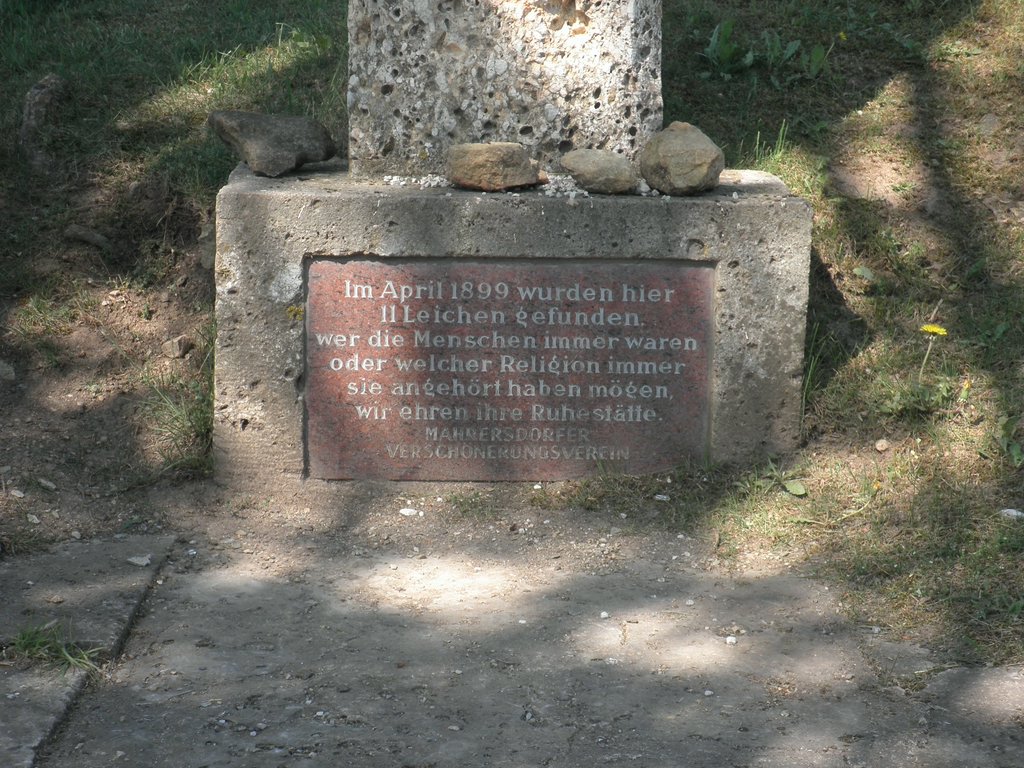 Im April 1899 wurden hier
11 Leichen gefunden,
wer die Menschen immer waren
oder welcher Religion immer
sie angehört haben mögen,
wir ehren ihre Ruhestätte.
MAHRERSDORFER
VERSCHÖNERUNGSVEREIN